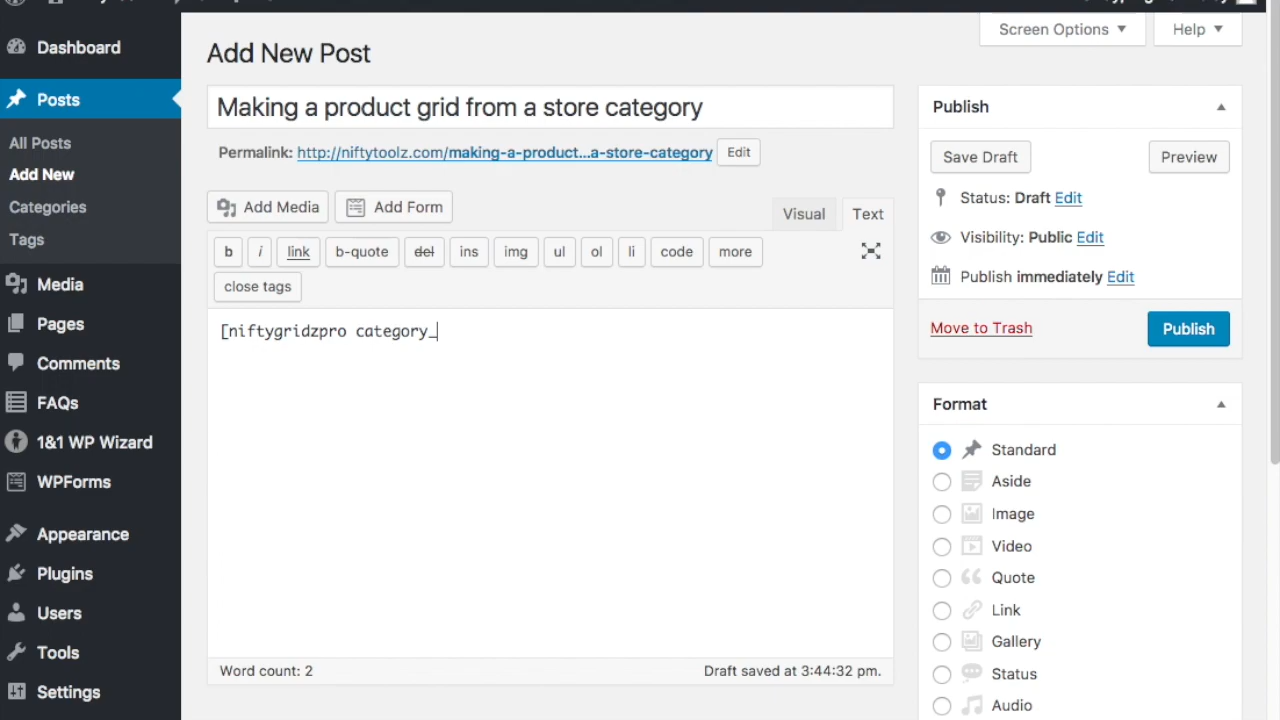 Screen Options
Help
Dashboard
Add New Post
Posts
Making a product grid from a store category
Publish
All Posts
Permalink: http://niftytoolz.com/making-a-product...a-store-category Edit
Save Draft
Preview
Add New
Categories
Add Media
Add Form
Visual
Text
Status: Draft Edit
Tags
b
i
link
b-quote
del
ins
img
ul
ol
li
code
more
Visibility: Public Edit
close tags
Publish immediately Edit
Media
Pages
[niftygridzpro category_
Move to Trash
Publish
Comments
FAQs
Format
1&1 WP Wizard
Standard
WPForms
Aside
Appearance
Image
Video
Plugins
Quote
Users
Link
Tools
Gallery
Word count: 2
Draft saved at 3:44:32 pm.
Status
Settings
Audio